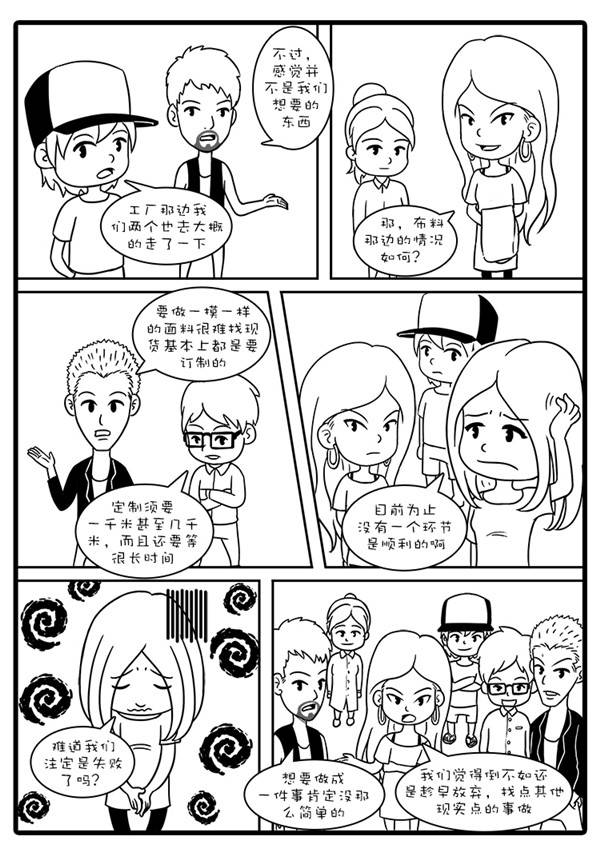 工厂那边我
们两个也去大概
的走了一下
不过，
感觉并
不是我们
想要的
东西
那，布料
那边的情况
如何？
要做一模一样
的面料很难找现
货基本上都是要
订制的
定制须要
一千米甚至几千
米，而且还要等
很长时间
目前为止
没有一个环节
是顺利的啊
难道我们
注定是失败
了吗？
想要做成
一件事肯定没那
么简单的
我们觉得倒不如还
是趁早放弃，找点其他
现实点的事做